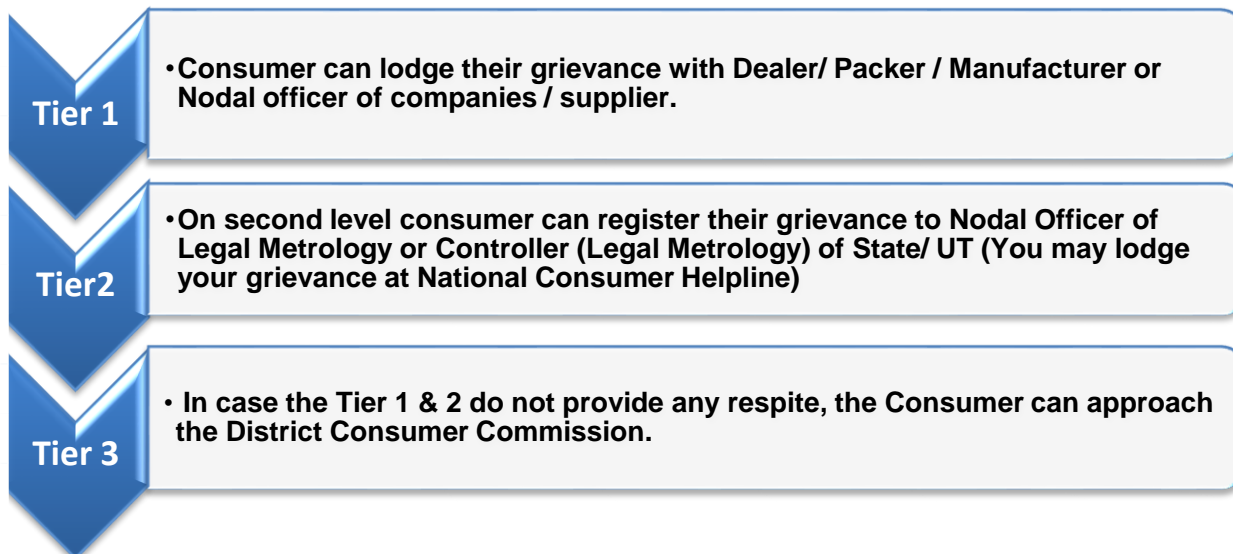 Tier 1
•Consumer can lodge their grievance with Dealer/ Packer / Manufacturer or
Nodal officer of companies / supplier.
Tier2
•On second level consumer can register their grievance to Nodal Officer of
Legal Metrology or Controller (Legal Metrology) of State/ UT (You may lodge
your grievance at National Consumer Helpline)
Tier 3
• In case the Tier 1 & 2 do not provide any respite, the Consumer can approach
the District Consumer Commission.